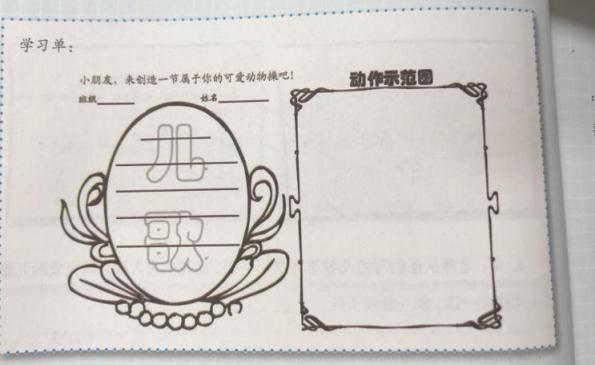 学习单：
小朋友，来创造一节属于你的可爱动物操吧！
班级 姓名
动作示范图
儿
歌